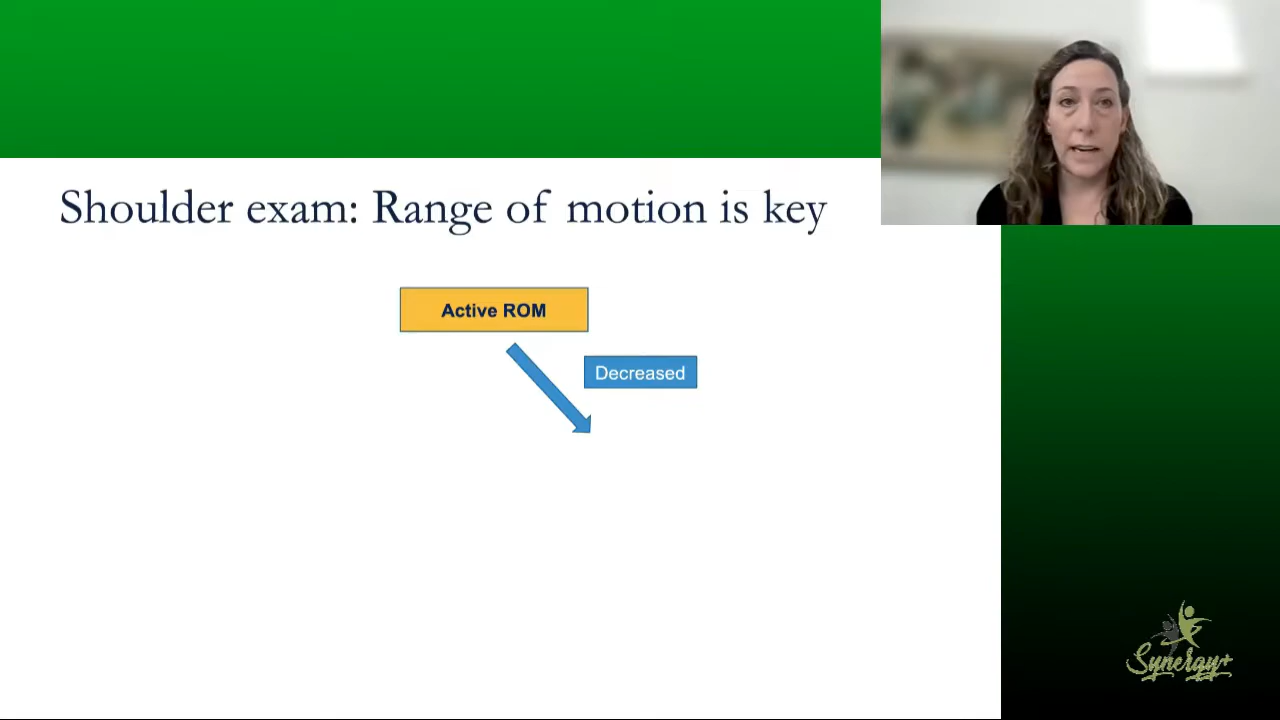 Shoulder exam: Range of motion is key
Active ROM
Decreased
Synergy+